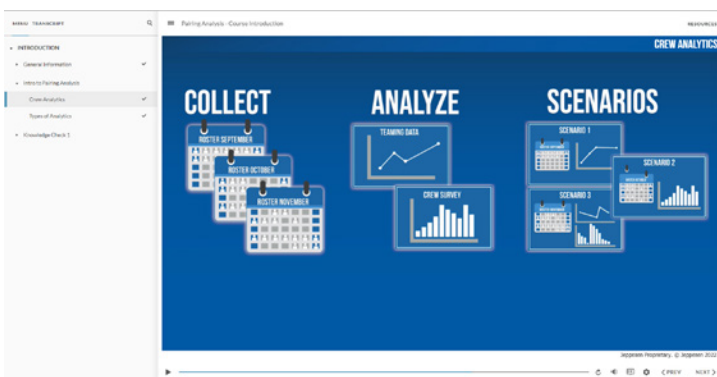 MENU TRANSCRIPT
Pairing Analysis - Course Introduction
RESOURCES
INTRODUCTION
General Information
Intro to Pairing Analysis
Crew Analytics
Types of Analytics
Knowledge Check 1
CREW ANALYTICS
COLLECT
ANALYZE
SCENARIOS
ROSTER SEPTEMBER
ROSTER OCTOBER
ROSTER NOVEMBER
TEAMING DATA
CREW SURVEY
SCENARIO 1
SCENARIO 2
SCENARIO 3
Jeppesen Proprietary. © Jeppesen 2022
< PREV
NEXT >